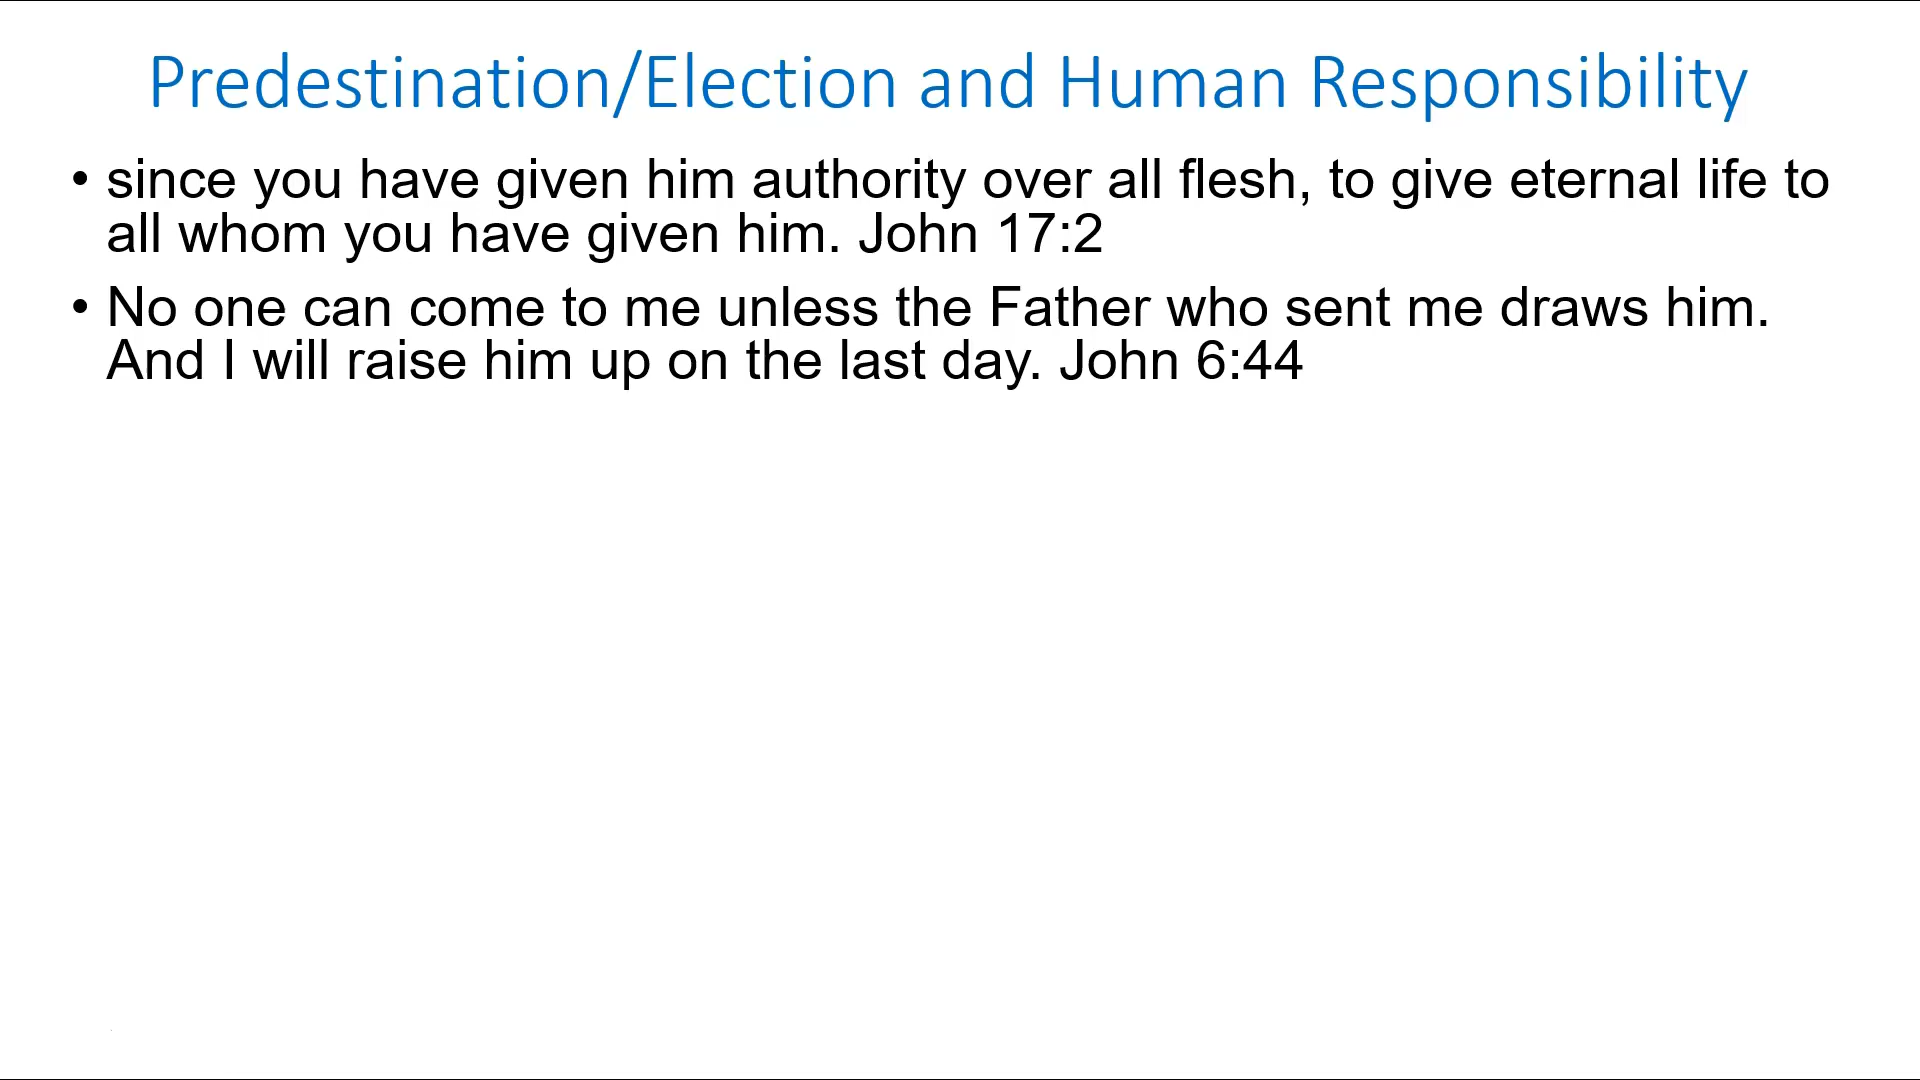 Predestination/Election and Human Responsibility
• since you have given him authority over all flesh, to give eternal life to
all whom you have given him. John 17:2
• No one can come to me unless the Father who sent me draws him.
And I will raise him up on the last day. John 6:44